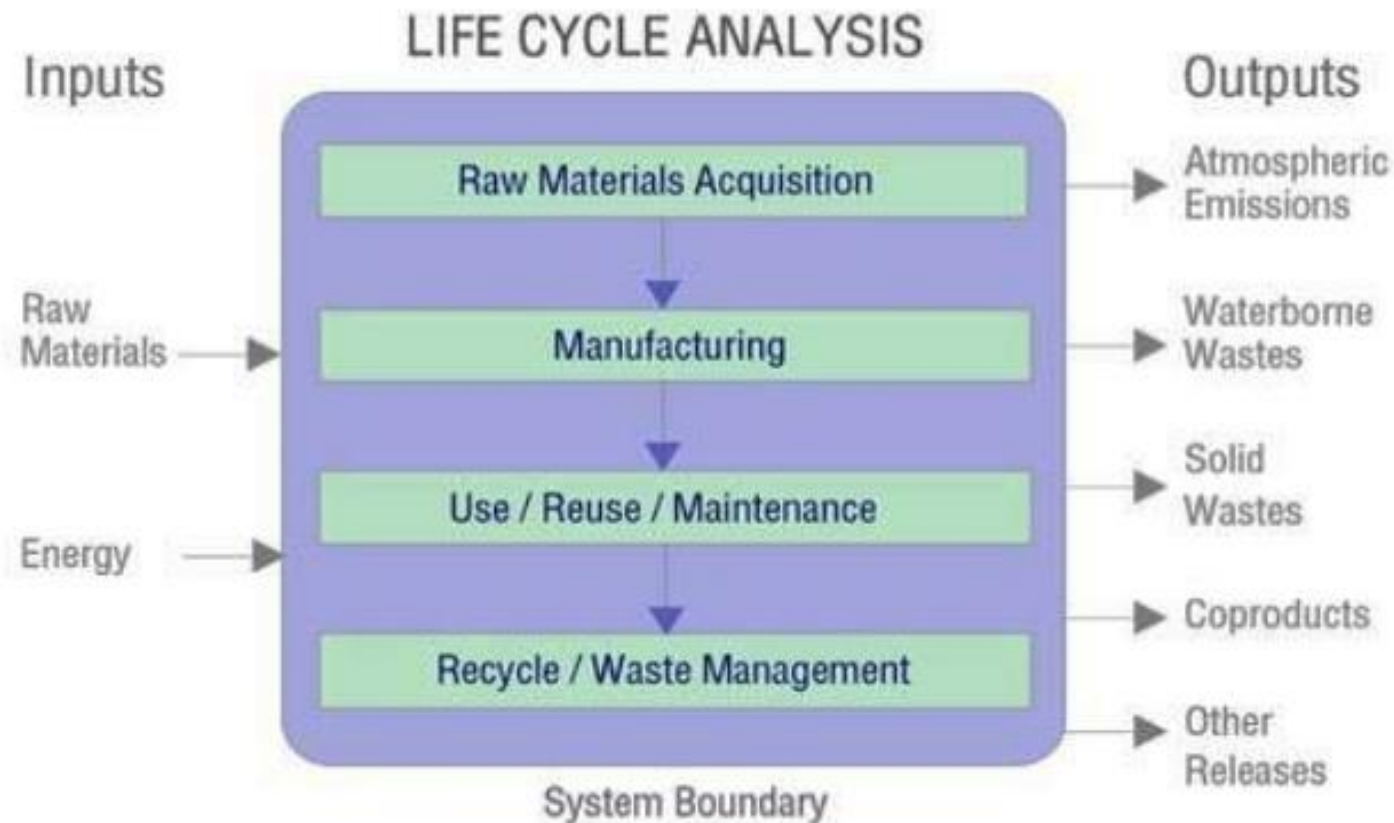 LIFE CYCLE ANALYSIS
Inputs
Outputs
Raw Materials Acquisition
Atmospheric
Emissions
Raw
Materials
Manufacturing
Waterborne
Wastes
Use / Reuse / Maintenance
Solid
Wastes
Energy
Coproducts
Recycle / Waste Management
Other
Releases
System Boundary